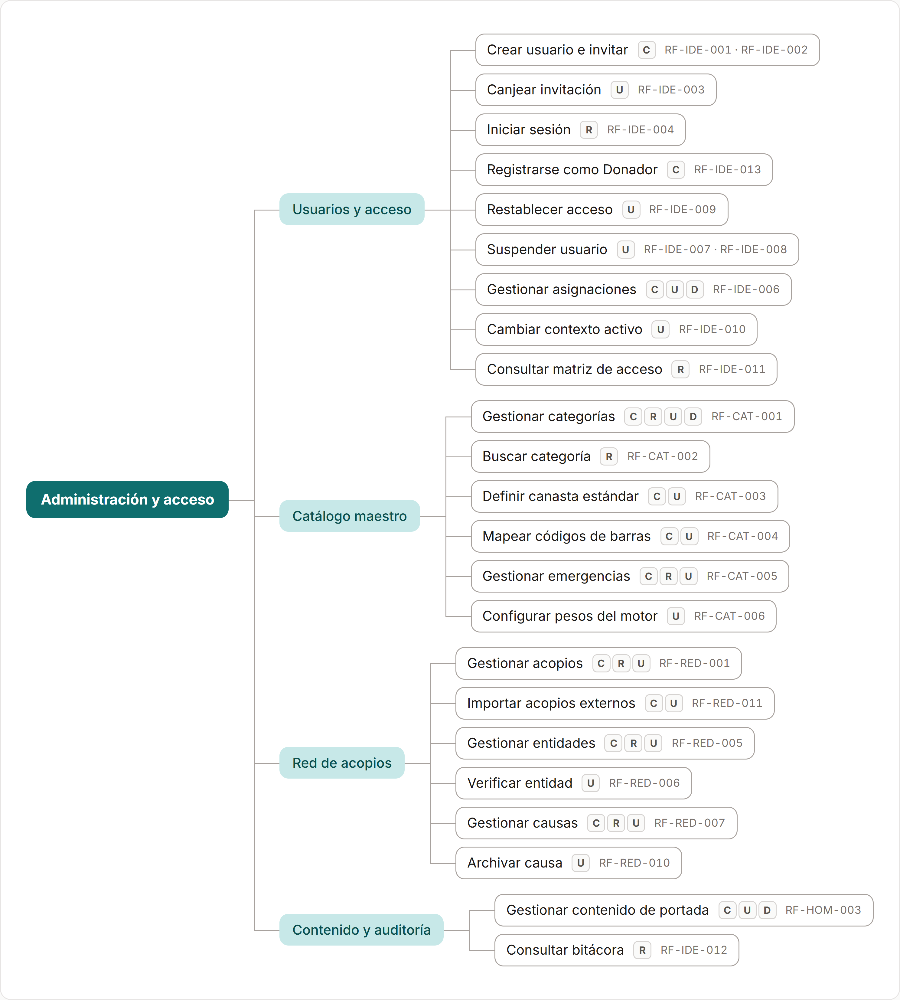 Administración y acceso
Usuarios y acceso
Crear usuario e invitar C RF-IDE-001 · RF-IDE-002
Canjear invitación U RF-IDE-003
Iniciar sesión R RF-IDE-004
Registrarse como Donador C RF-IDE-013
Restablecer acceso U RF-IDE-009
Suspender usuario U RF-IDE-007 · RF-IDE-008
Gestionar asignaciones C U D RF-IDE-006
Cambiar contexto activo U RF-IDE-010
Consultar matriz de acceso R RF-IDE-011
Catálogo maestro
Gestionar categorías C R U D RF-CAT-001
Buscar categoría R RF-CAT-002
Definir canasta estándar C U RF-CAT-003
Mapear códigos de barras C U RF-CAT-004
Gestionar emergencias C R U RF-CAT-005
Configurar pesos del motor U RF-CAT-006
Red de acopios
Gestionar acopios C R U RF-RED-001
Importar acopios externos C U RF-RED-011
Gestionar entidades C R U RF-RED-005
Verificar entidad U RF-RED-006
Gestionar causas C R U RF-RED-007
Archivar causa U RF-RED-010
Contenido y auditoría
Gestionar contenido de portada C U D RF-HOM-003
Consultar bitácora R RF-IDE-012